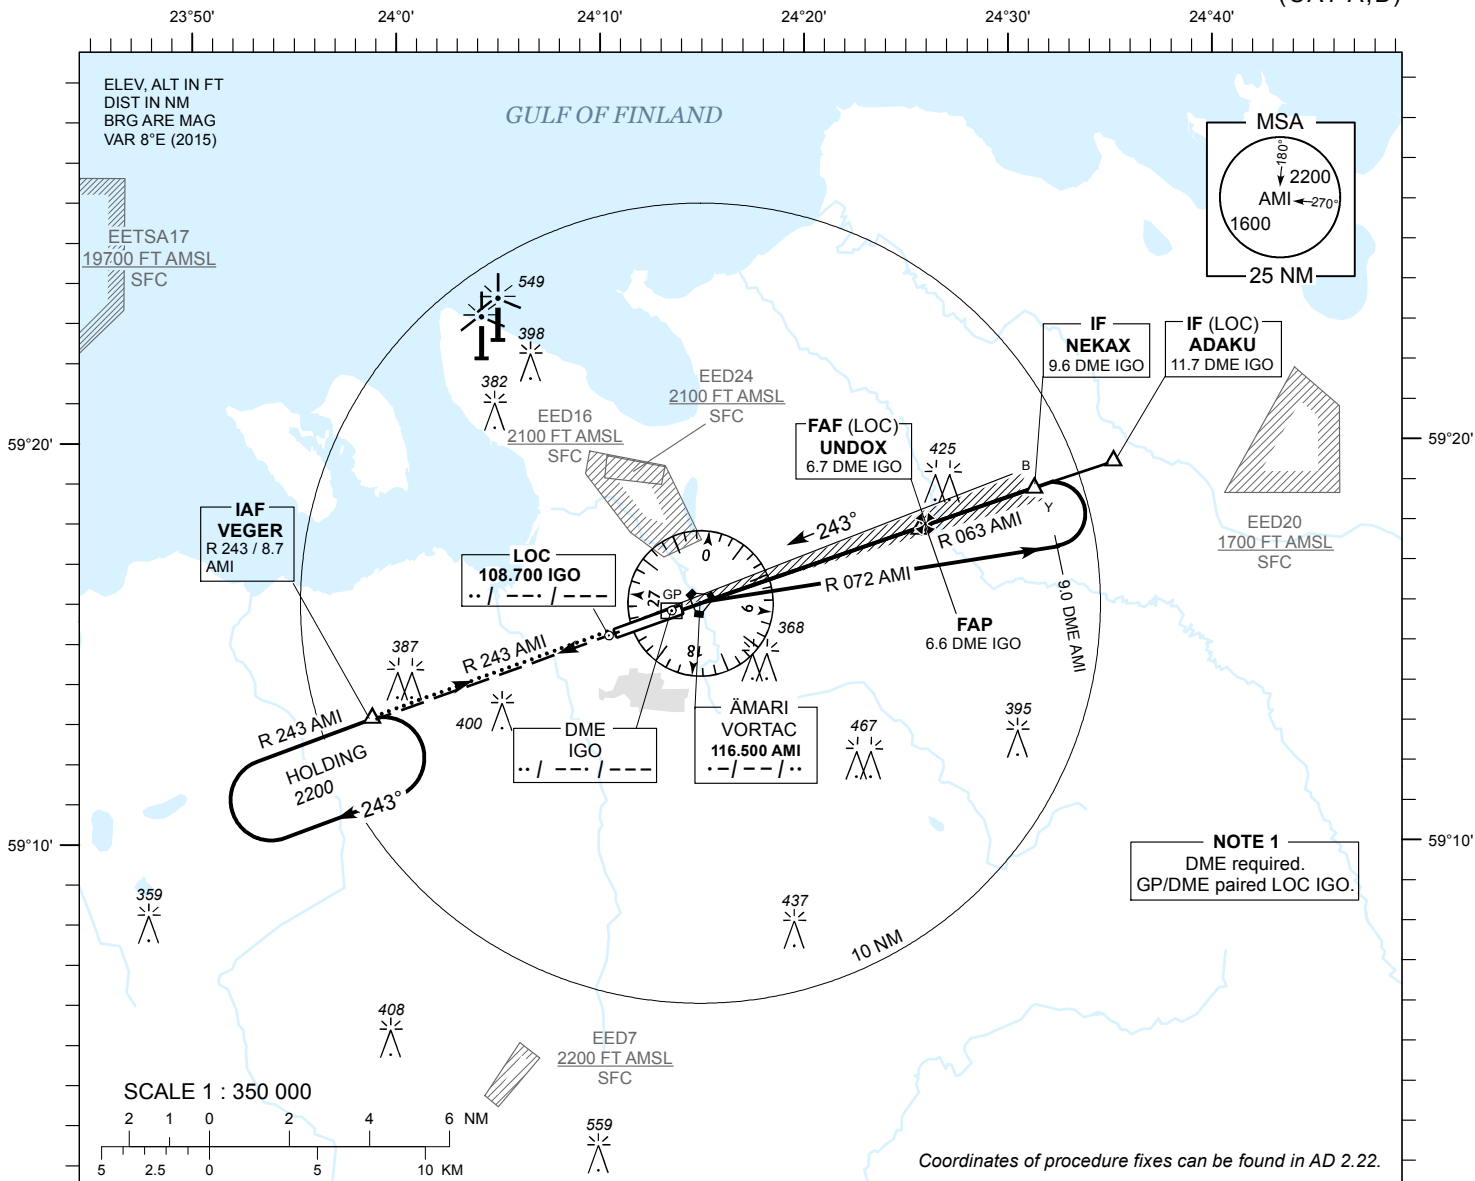 (CAT A,B)
23°50'
24°0'
24°10'
24°20'
24°30'
24°40'
ELEV, ALT IN FT
DIST IN NM
BRG ARE MAG
VAR 8°E (2015)
GULF OF FINLAND
MSA
180°
2200
AMI
270°
1600
25 NM
EETSA17
19700 FT AMSL
SFC
549
398
382
EED24
2100 FT AMSL
SFC
EED16
2100 FT AMSL
SFC
IF
NEKAX
9.6 DME IGO
IF (LOC)
ADAKU
11.7 DME IGO
FAF (LOC)
UNDOX
6.7 DME IGO
425
B
Y
59°20'
59°20'
EED20
1700 FT AMSL
SFC
IAF
VEGER
R 243 / 8.7
AMI
LOC
108.700 IGO
·· / −−· / −−−
GP
0
9
18
27
243°
R 063 AMI
R 072 AMI
9.0 DME AMI
FAP
6.6 DME IGO
368
387
R 243 AMI
400
R 243 AMI
HOLDING
2200
243°
DME
IGO
·· / −−· / −−−
ÄMARI
VORTAC
116.500 AMI
·−/−−/··
467
395
59°10'
59°10'
NOTE 1
DME required.
GP/DME paired LOC IGO.
359
437
10 NM
408
EED7
2200 FT AMSL
SFC
559
SCALE 1 : 350 000
2 1 0 2 4 6 NM
5 2.5 0 5 10 KM
Coordinates of procedure fixes can be found in AD 2.22.